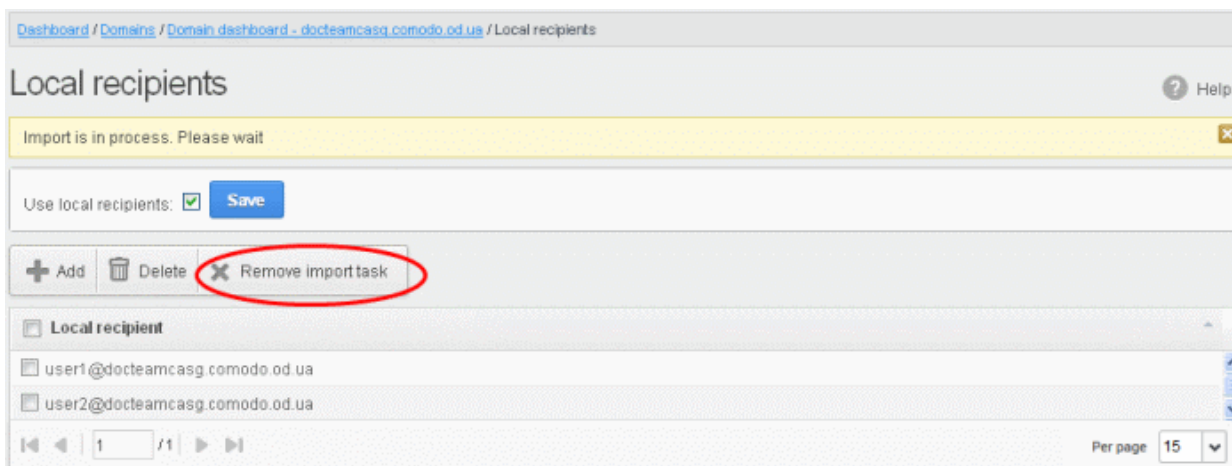 Dashboard / Domains / Domain dashboard - docteamcasg.comodo.od.ua / Local recipients
Local recipients
Help
Import is in process. Please wait
Use local recipients: Save
Add Delete Remove import task
Local recipient
user1@docteamcasg.comodo.od.ua
user2@docteamcasg.comodo.od.ua
1 /1 Per page 15